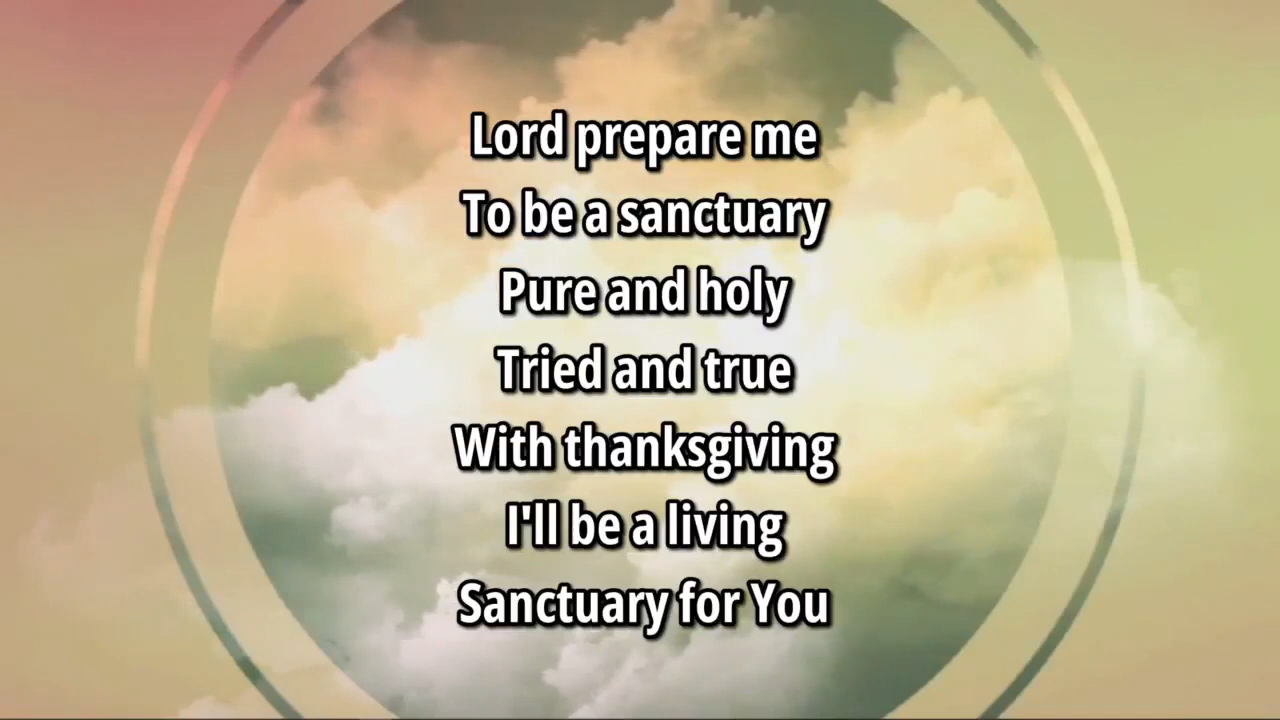 Lord prepare me
To be a sanctuary
Pure and holy
Tried and true
With thanksgiving
I'll be a living
Sanctuary for You